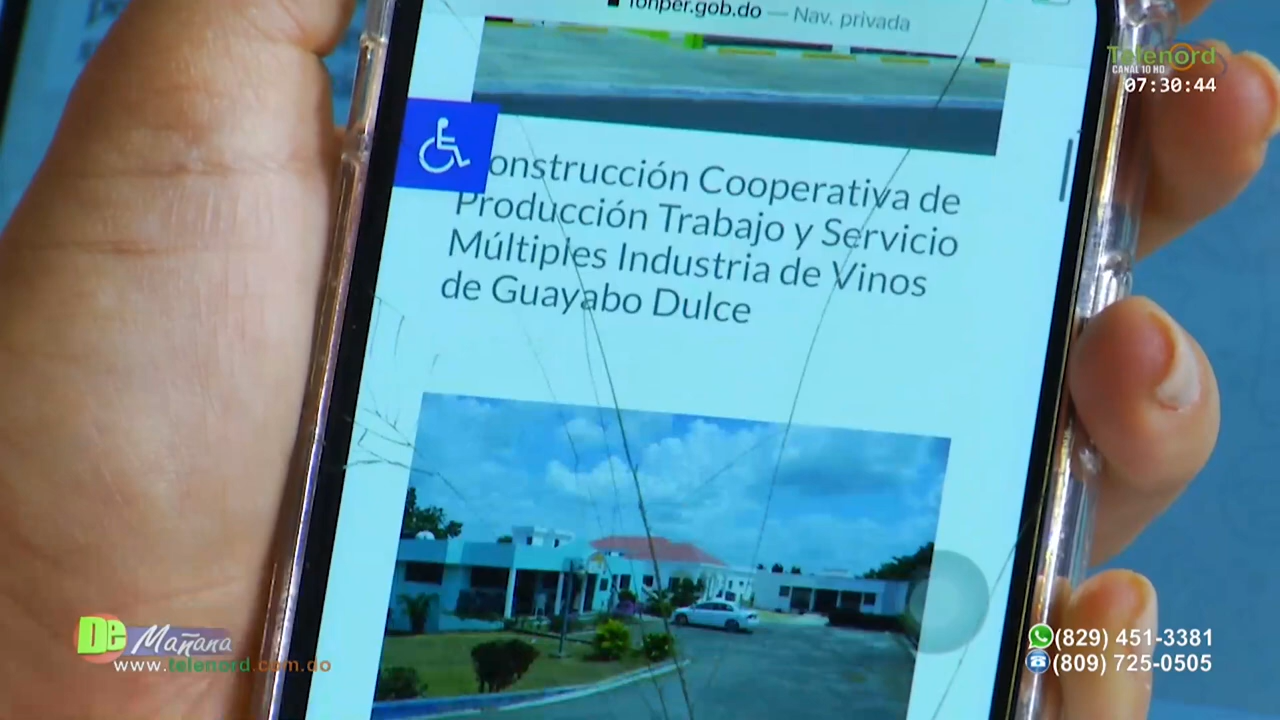 fonper.gob.do — Nav. privada
Telenord
CANAL 10 HD
07:30:44
onstrucción Cooperativa de
Producción Trabajo y Servicio
Múltiples Industria de Vinos
de Guayabo Dulce
De Mañana
www.telenord.com.do
(829) 451-3381
(809) 725-0505